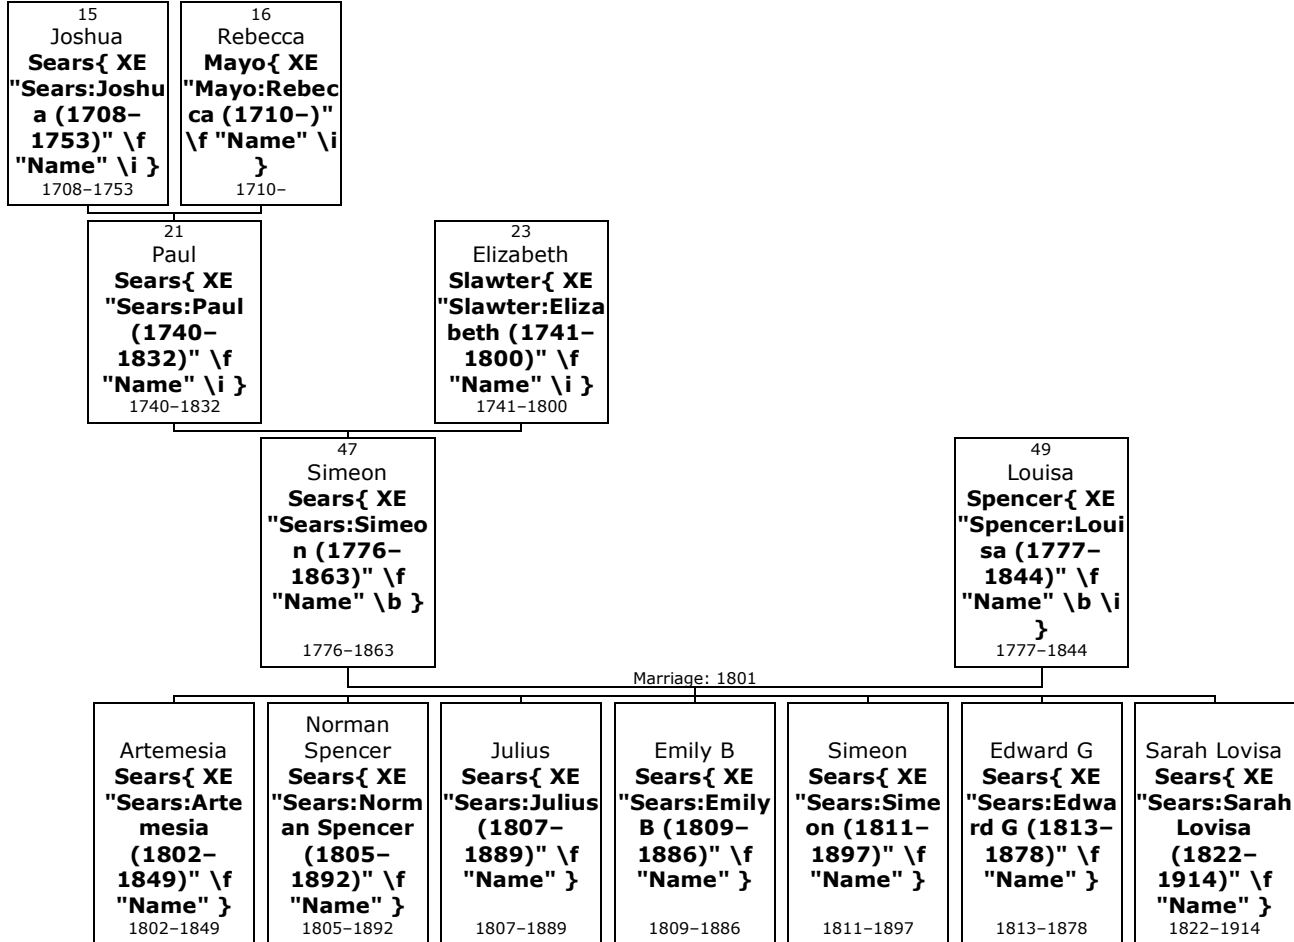 15
Joshua
Sears{ XE
"Sears:Joshu
a (1708–
1753)" \f
"Name" \i }
1708–1753
16
Rebecca
Mayo{ XE
"Mayo:Rebec
ca (1710–)"
\f "Name" \i
}
1710–
21
Paul
Sears{ XE
"Sears:Paul
(1740–
1832)" \f
"Name" \i }
1740–1832
23
Elizabeth
Slawter{ XE
"Slawter:Eliza
beth (1741–
1800)" \f
"Name" \i }
1741–1800
47
Simeon
Sears{ XE
"Sears:Simeo
n (1776–
1863)" \f
"Name" \b }
1776–1863
49
Louisa
Spencer{ XE
"Spencer:Loui
sa (1777–
1844)" \f
"Name" \b \i
}
1777–1844
Marriage: 1801
Artemesia
Sears{ XE
"Sears:Arte
mesia
(1802–
1849)" \f
"Name" }
1802–1849
Norman
Spencer
Sears{ XE
"Sears:Norm
an Spencer
(1805–
1892)" \f
"Name" }
1805–1892
Julius
Sears{ XE
"Sears:Julius
(1807–
1889)" \f
"Name" }
1807–1889
Emily B
Sears{ XE
"Sears:Emily
B (1809–
1886)" \f
"Name" }
1809–1886
Simeon
Sears{ XE
"Sears:Sime
on (1811–
1897)" \f
"Name" }
1811–1897
Edward G
Sears{ XE
"Sears:Edwa
rd G (1813–
1878)" \f
"Name" }
1813–1878
Sarah Lovisa
Sears{ XE
"Sears:Sarah
Lovisa
(1822–
1914)" \f
"Name" }
1822–1914